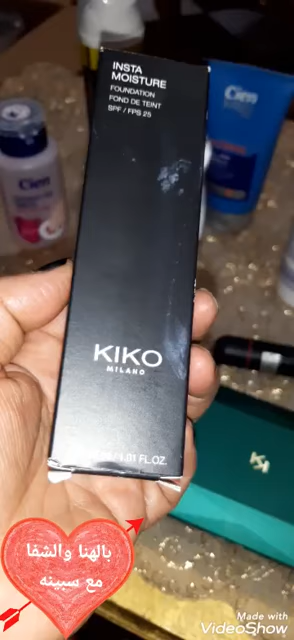 INSTA
MOISTURE
FOUNDATION
FOND DE TEINT
SPF / FPS 25
Cien
Cien
KIKO
MILANO
1.01 FL.OZ.
بالهنا والشفا
مع سبينه
Made with
VideoShow